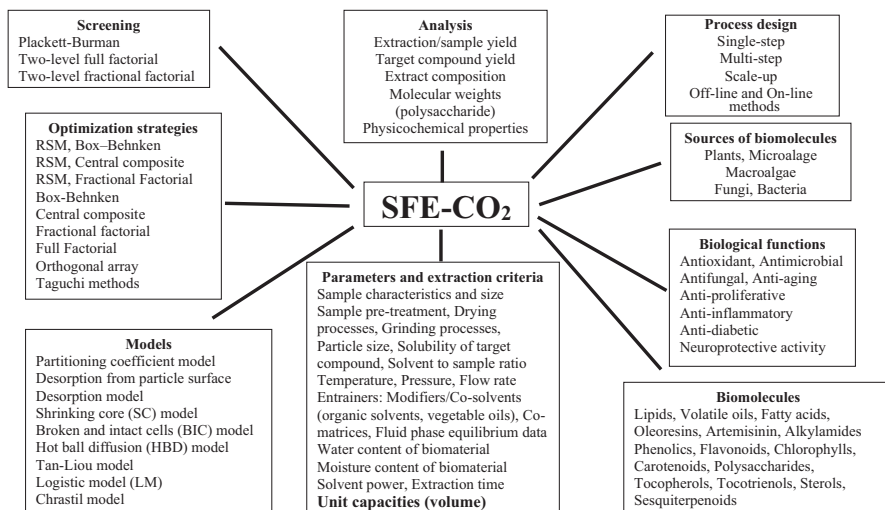 Screening
Plackett-Burman
Two-level full factorial
Two-level fractional factorial
Analysis
Extraction/sample yield
Target compound yield
Extract composition
Molecular weights
(polysaccharide)
Physicochemical properties
Process design
Single-step
Multi-step
Scale-up
Off-line and On-line
methods
Optimization strategies
RSM, Box–Behnken
RSM, Central composite
RSM, Fractional Factorial
Box-Behnken
Central composite
Fractional factorial
Full Factorial
Orthogonal array
Taguchi methods
Sources of biomolecules
Plants, Microalage
Macroalgae
Fungi, Bacteria
SFE-CO₂
Biological functions
Antioxidant, Antimicrobial
Antifungal, Anti-aging
Anti-proliferative
Anti-inflammatory
Anti-diabetic
Neuroprotective activity
Parameters and extraction criteria
Sample characteristics and size
Sample pre-treatment, Drying
processes, Grinding processes,
Particle size, Solubility of target
compound, Solvent to sample ratio
Temperature, Pressure, Flow rate
Entrainers: Modifiers/Co-solvents
(organic solvents, vegetable oils), Co-
matrices, Fluid phase equilibrium data
Water content of biomaterial
Moisture content of biomaterial
Solvent power, Extraction time
Unit capacities (volume)
Models
Partitioning coefficient model
Desorption from particle surface
Desorption model
Shrinking core (SC) model
Broken and intact cells (BIC) model
Hot ball diffusion (HBD) model
Tan-Liou model
Logistic model (LM)
Chrastil model
Biomolecules
Lipids, Volatile oils, Fatty acids,
Oleoresins, Artemisinin, Alkylamides
Phenolics, Flavonoids, Chlorophylls,
Carotenoids, Polysaccharides,
Tocopherols, Tocotrienols, Sterols,
Sesquiterpenoids